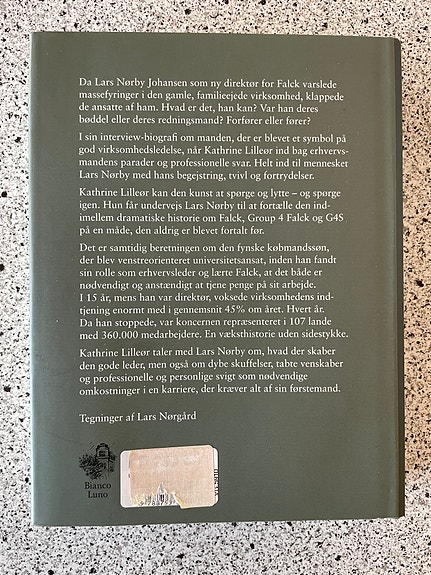 Da Lars Nørby Johansen som ny direktør for Falck varslede
massefyringer i den gamle, familieejede virksomhed, klappede
de ansatte af ham. Hvad er det, han kan? Var han deres
bøddel eller deres redningsmand? Forfører eller fører?
I sin interview-biografi om manden, der er blevet et symbol på
god virksomhedsledelse, når Kathrine Lilleør ind bag erhvervs-
mandens parader og professionelle svar. Helt ind til mennesket
Lars Nørby med hans begejstring, tvivl og fortrydelser.
Kathrine Lilleør kan den kunst at spørge og lytte – og spørge
igen. Hun får undervejs Lars Nørby til at fortælle den ind-
imellem dramatiske historie om Falck, Group 4 Falck og G4S
på en måde, den aldrig er blevet fortalt før.
Det er samtidig beretningen om den fynske købmandssøn,
der blev venstreorienteret universitetsansat, inden han fandt
sin rolle som erhvervsleder og lærte Falck, at det både er
nødvendigt og anstændigt at tjene penge på sit arbejde.
I 15 år, mens han var direktør, voksede virksomhedens ind-
tjening enormt med i gennemsnit 45% om året. Hvert år.
Da han stoppede, var koncernen repræsenteret i 107 lande
med 360.000 medarbejdere. En væksthistorie uden sidestykke.
Kathrine Lilleør taler med Lars Nørby om, hvad der skaber
den gode leder, men også om dybe skuffelser, tabte venskaber
og professionelle og personlige svigt som nødvendige
omkostninger i en karriere, der kræver alt af sin førstemand.
Tegninger af Lars Nørgård
Bianco
Luno